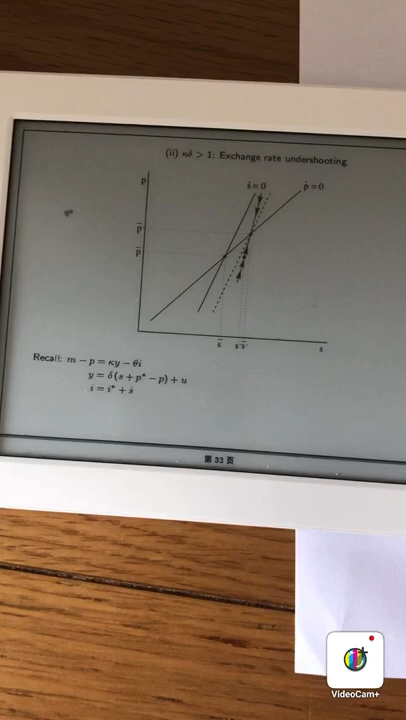 (ii) κδ > 1: Exchange rate undershooting
p
ṡ = 0
ṗ = 0
p̄'
p̄
s̄
s'
s̄'
s
Recall: m − p = κy − θi
y = δ(s + p* − p) + u
i = i* + ṡ
第 33 页
VideoCam+